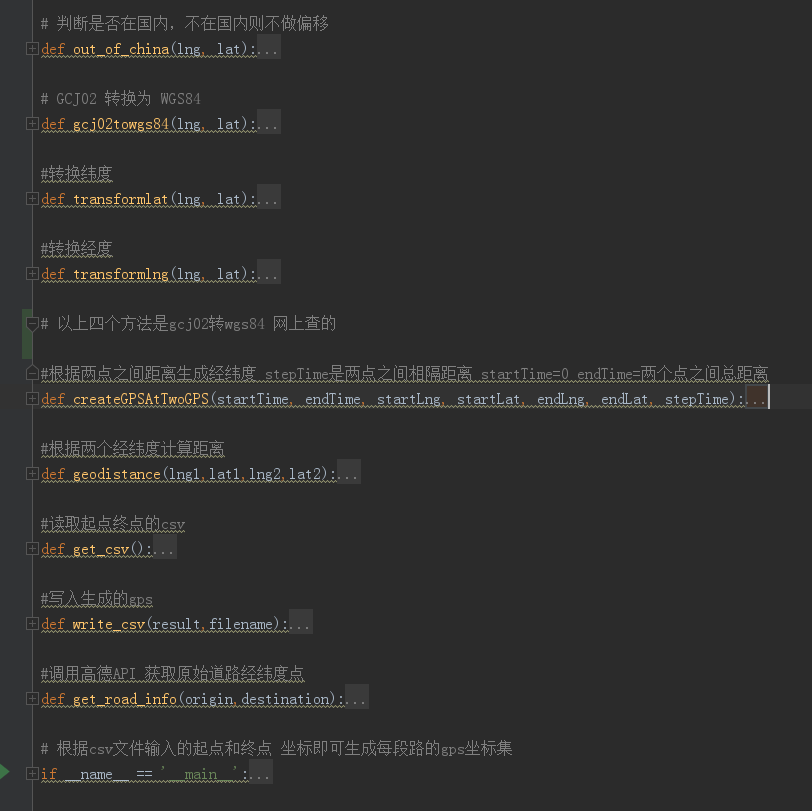 # 判断是否在国内，不在国内则不做偏移
def out_of_china(lng, lat):...
# GCJ02 转换为 WGS84
def gcj02towgs84(lng, lat):...
#转换纬度
def transformlat(lng, lat):...
#转换经度
def transformlng(lng, lat):...
# 以上四个方法是gcj02转wgs84 网上查的
#根据两点之间距离生成经纬度 stepTime是两点之间相隔距离 startTime=0 endTime=两个点之间总距离
def createGPSAtTwoGPS(startTime, endTime, startLng, startLat, endLng, endLat, stepTime):...
#根据两个经纬度计算距离
def geodistance(lng1,lat1,lng2,lat2):...
#读取起点终点的csv
def get_csv():...
#写入生成的gps
def write_csv(result,filename):...
#调用高德API 获取原始道路经纬度点
def get_road_info(origin,destination):...
# 根据csv文件输入的起点和终点 坐标即可生成每段路的gps坐标集
if __name__ == '__main__':...